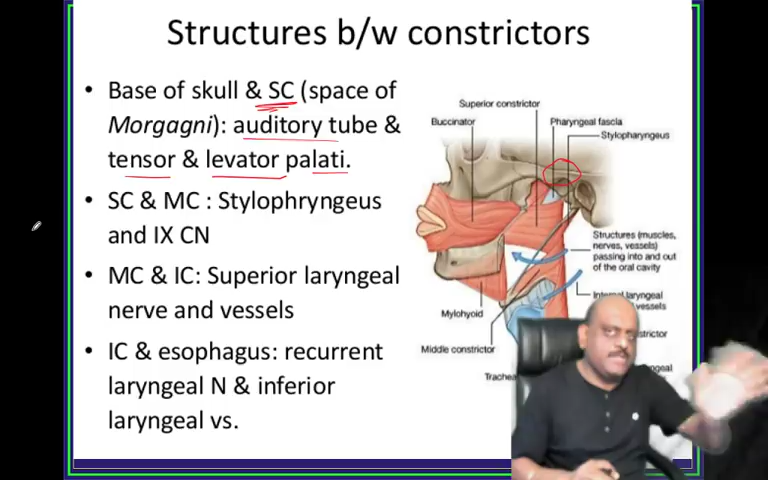 Structures b/w constrictors
• Base of skull & SC (space of
Morgagni): auditory tube &
tensor & levator palati.
• SC & MC : Stylophryngeus
and IX CN
• MC & IC: Superior laryngeal
nerve and vessels
• IC & esophagus: recurrent
laryngeal N & inferior
laryngeal vs.
Superior constrictor
Buccinator
Pharyngeal fascia
Stylopharyngeus
Structures (muscles,
nerves, vessels)
passing into and out
of the oral cavity
laryngeal
vessels
Mylohyoid
Middle constrictor